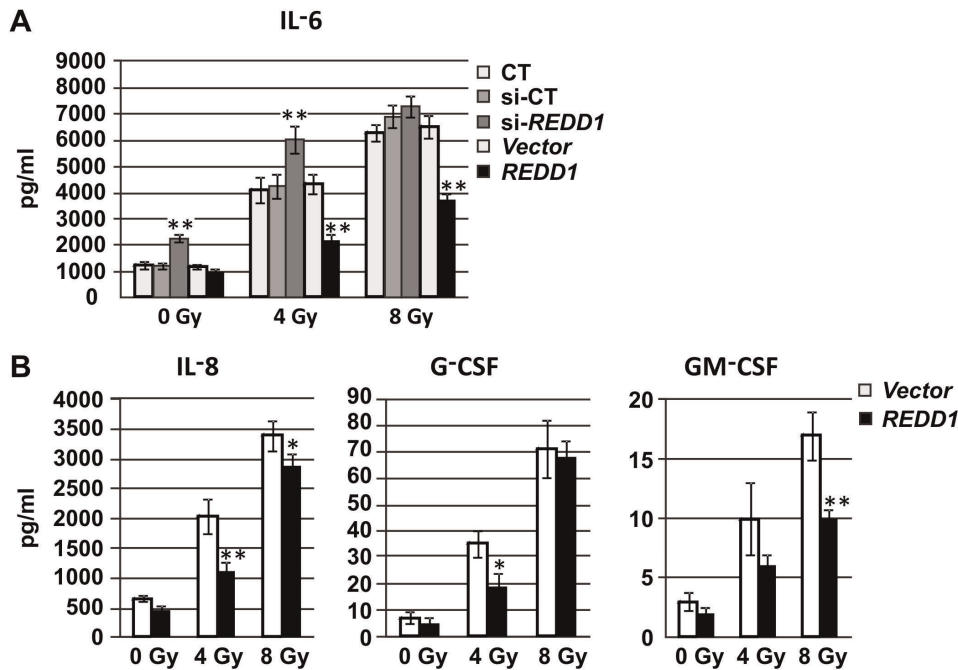 A
IL-6
pg/ml
9000
8000
7000
6000
5000
4000
3000
2000
1000
0
**
**
**
**
0 Gy
4 Gy
8 Gy
CT
si-CT
si-REDD1
Vector
REDD1
B
IL-8
pg/ml
4000
3500
3000
2500
2000
1500
1000
500
0
**
*
0 Gy
4 Gy
8 Gy
G-CSF
90
80
70
60
50
40
30
20
10
0
*
0 Gy
4 Gy
8 Gy
GM-CSF
20
15
10
5
0
**
0 Gy
4 Gy
8 Gy
Vector
REDD1